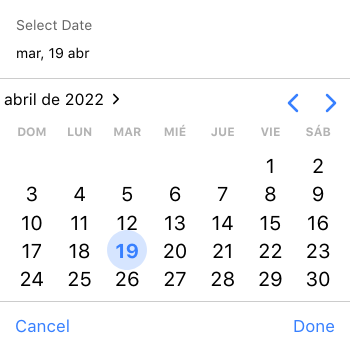 Select Date
mar, 19 abr
abril de 2022
DOM LUN MAR MIÉ JUE VIE SÁB
1 2
3 4 5 6 7 8 9
10 11 12 13 14 15 16
17 18 19 20 21 22 23
24 25 26 27 28 29 30
Cancel Done